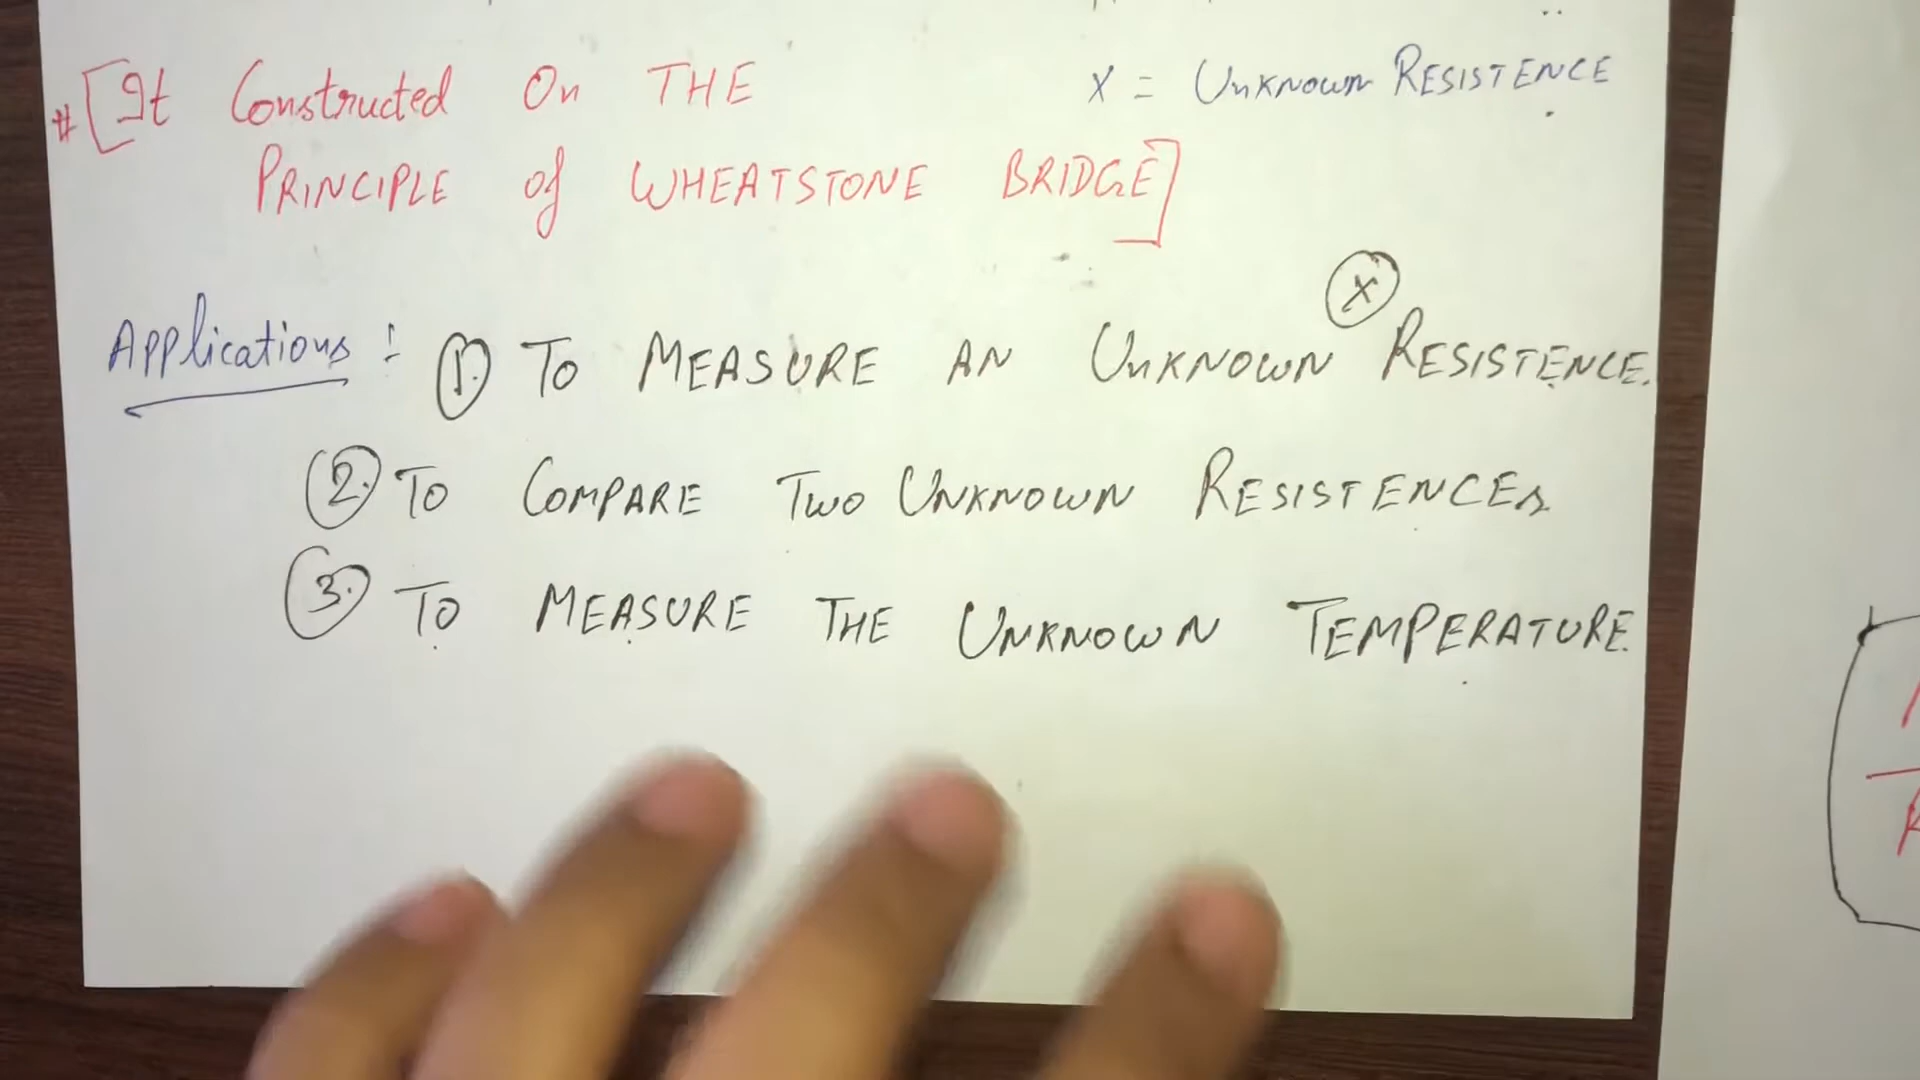 # [It Constructed On THE
X = UNKNOWN RESISTENCE
PRINCIPLE of WHEATSTONE BRIDGE]
X
Applications :- 1. TO MEASURE AN UNKNOWN RESISTENCE.
2. TO COMPARE TWO UNKNOWN RESISTENCES
3. TO MEASURE THE UNKNOWN TEMPERATURE.